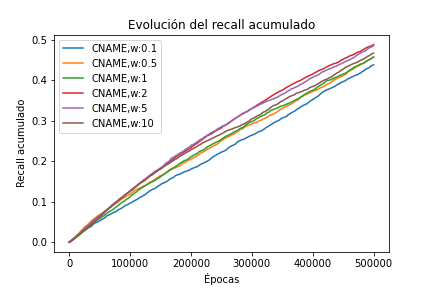 Evolución del recall acumulado
CNAME,w:0.1
CNAME,w:0.5
CNAME,w:1
CNAME,w:2
CNAME,w:5
CNAME,w:10
Recall acumulado
0.5
0.4
0.3
0.2
0.1
0.0
0 100000 200000 300000 400000 500000
Épocas